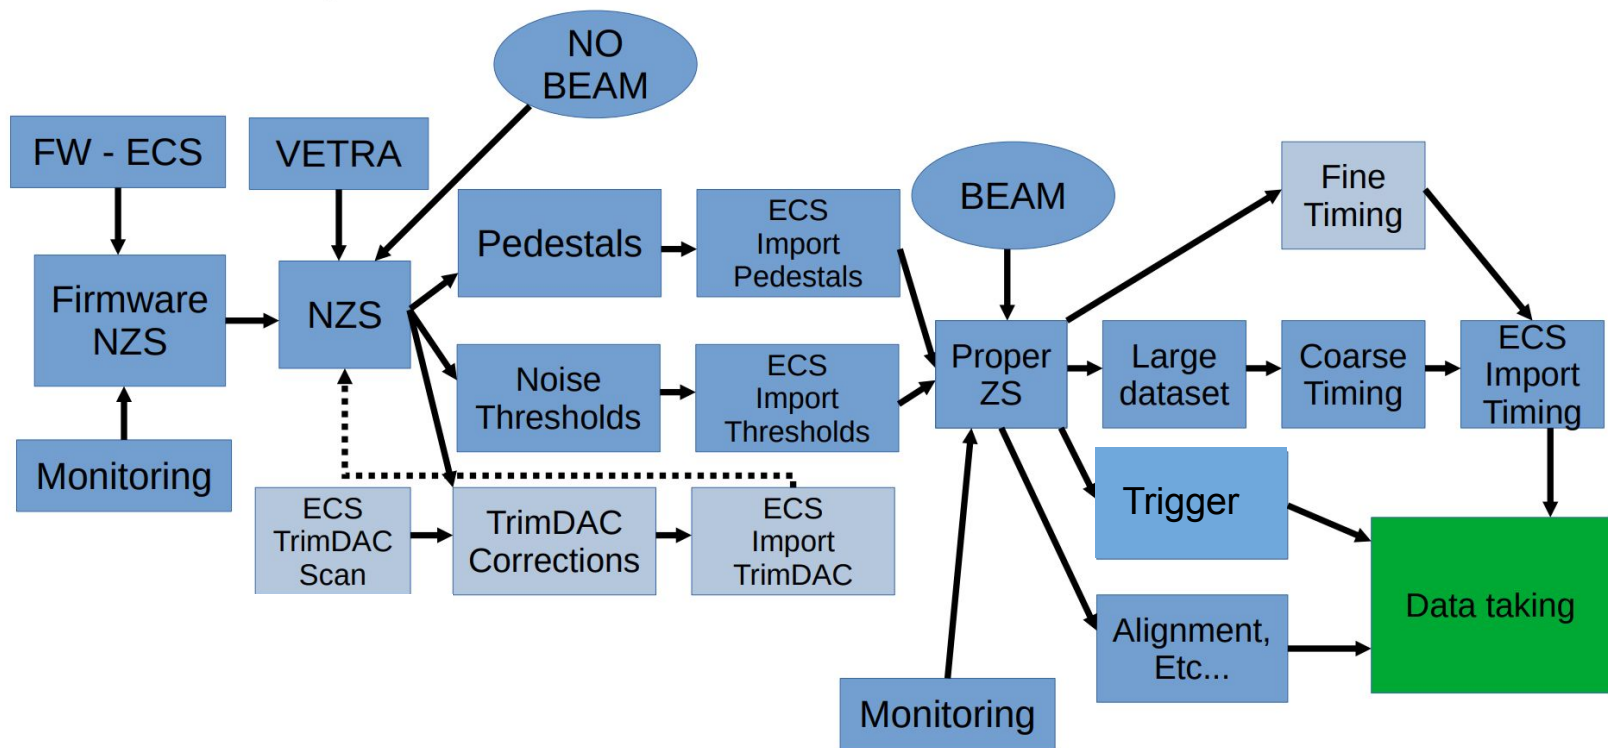 NO
BEAM
FW - ECS
VETRA
BEAM
Fine
Timing
Pedestals
ECS
Import
Pedestals
Firmware
NZS
NZS
Noise
Thresholds
ECS
Import
Thresholds
Proper
ZS
Large
dataset
Coarse
Timing
ECS
Import
Timing
Monitoring
ECS
TrimDAC
Scan
TrimDAC
Corrections
ECS
Import
TrimDAC
Trigger
Data taking
Alignment,
Etc...
Monitoring